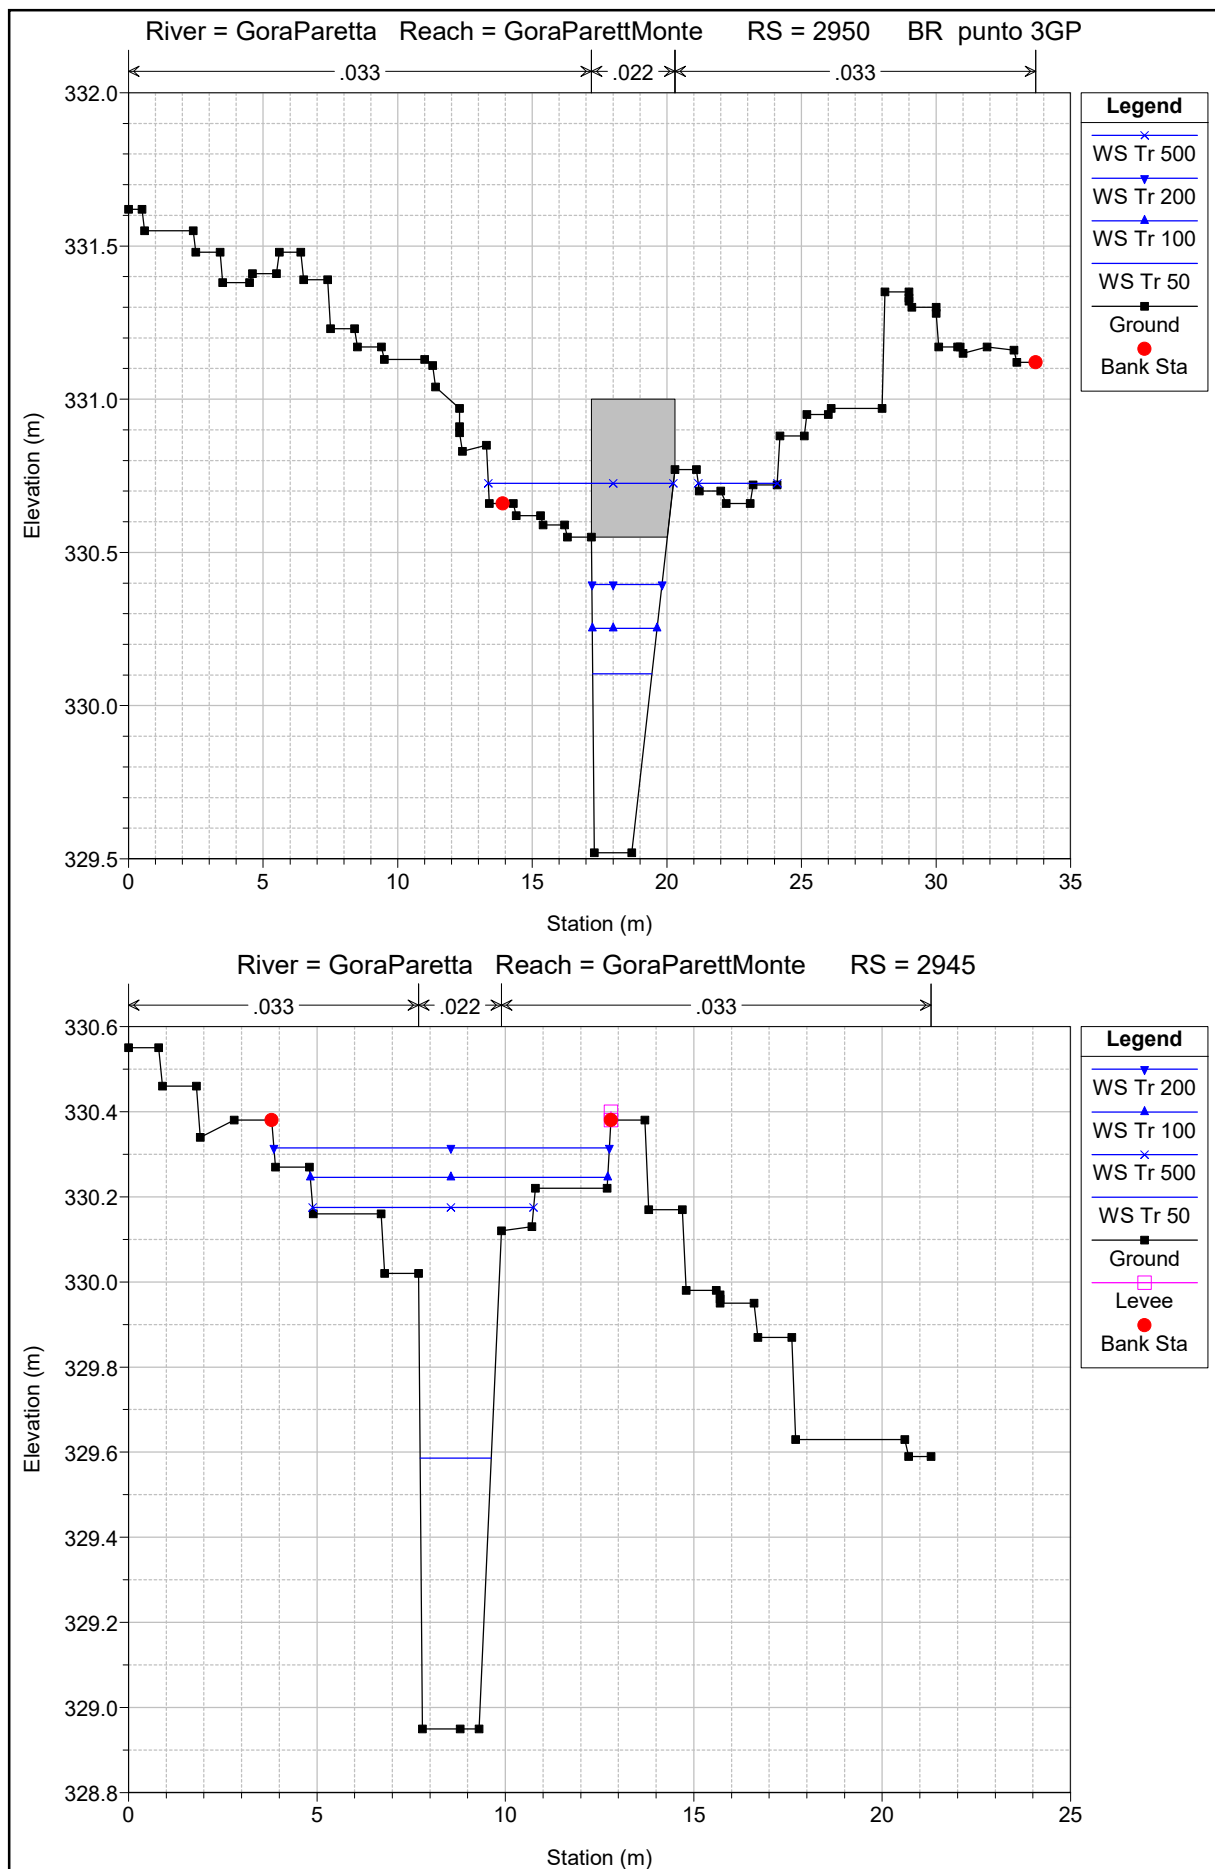 River = GoraParetta Reach = GoraParettMonte RS = 2950 BR punto 3GP
.033 .022 .033
332.0
331.5
331.0
330.5
330.0
329.5
Elevation (m)
0 5 10 15 20 25 30 35
Station (m)
Legend
WS Tr 500
WS Tr 200
WS Tr 100
WS Tr 50
Ground
Bank Sta
River = GoraParetta Reach = GoraParettMonte RS = 2945
.033 .022 .033
330.6
330.4
330.2
330.0
329.8
329.6
329.4
329.2
329.0
328.8
Elevation (m)
0 5 10 15 20 25
Station (m)
Legend
WS Tr 200
WS Tr 100
WS Tr 500
WS Tr 50
Ground
Levee
Bank Sta